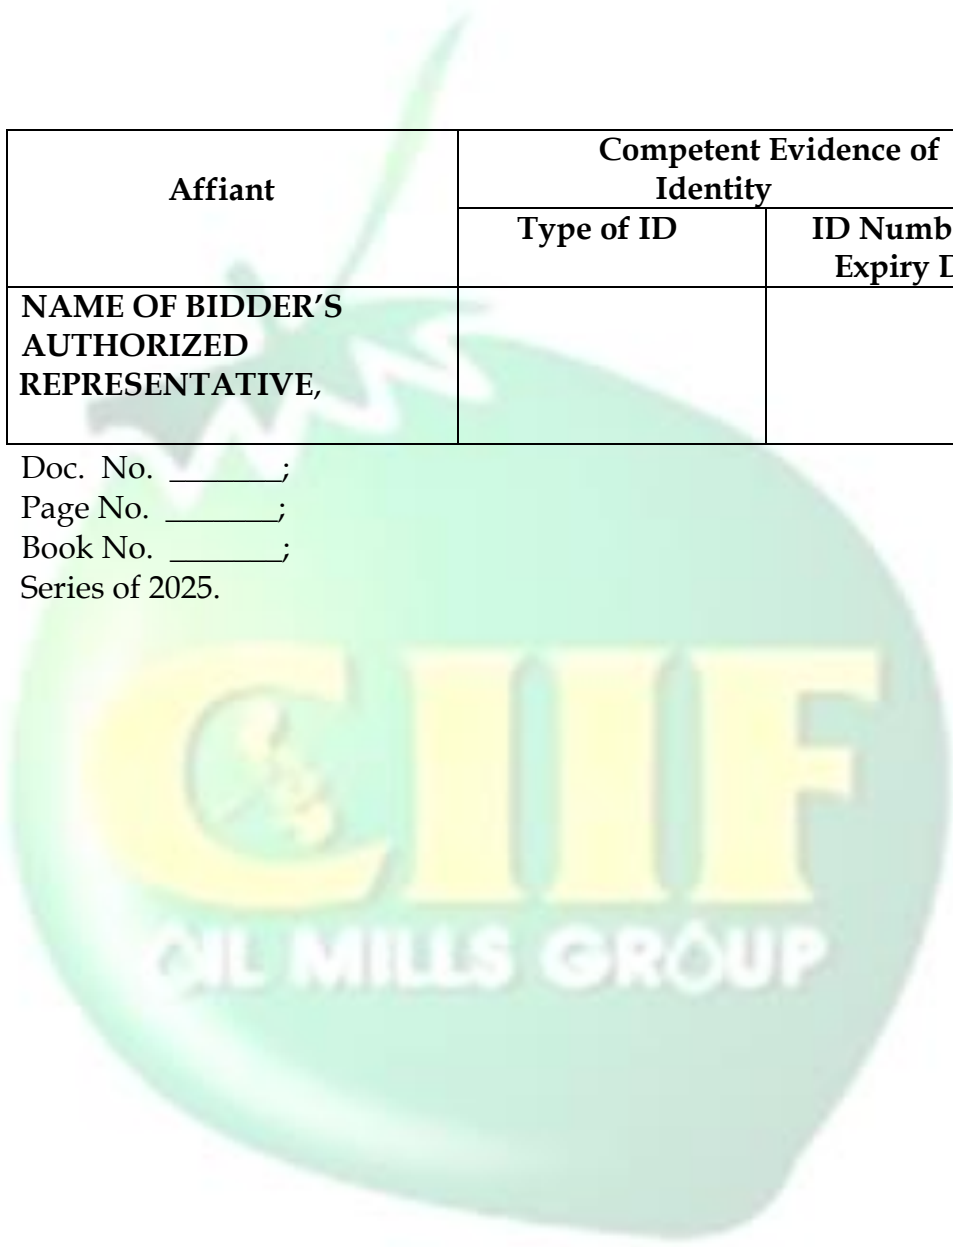 Affiant
Competent Evidence of
Identity
Type of ID
ID Numb
Expiry D
NAME OF BIDDER’S
AUTHORIZED
REPRESENTATIVE,
Doc. No. _______;
Page No. _______;
Book No. _______;
Series of 2025.
CIIF
OIL MILLS GROUP